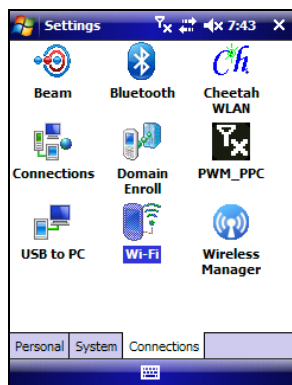 Settings 7:43
Beam Bluetooth Cheetah
WLAN
Ch
Connections Domain PWM_PPC
Enroll
USB to PC Wi-Fi Wireless
Manager
Personal System Connections